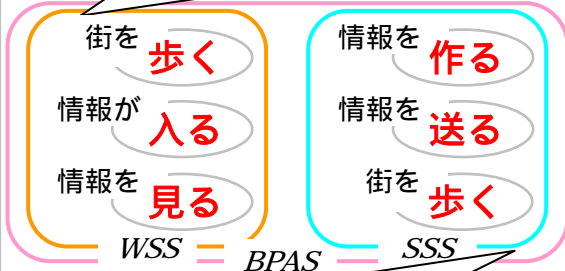 街を 歩く
情報が 入る
情報を 見る
WSS
情報を 作る
情報を 送る
街を 歩く
SSS
BPAS